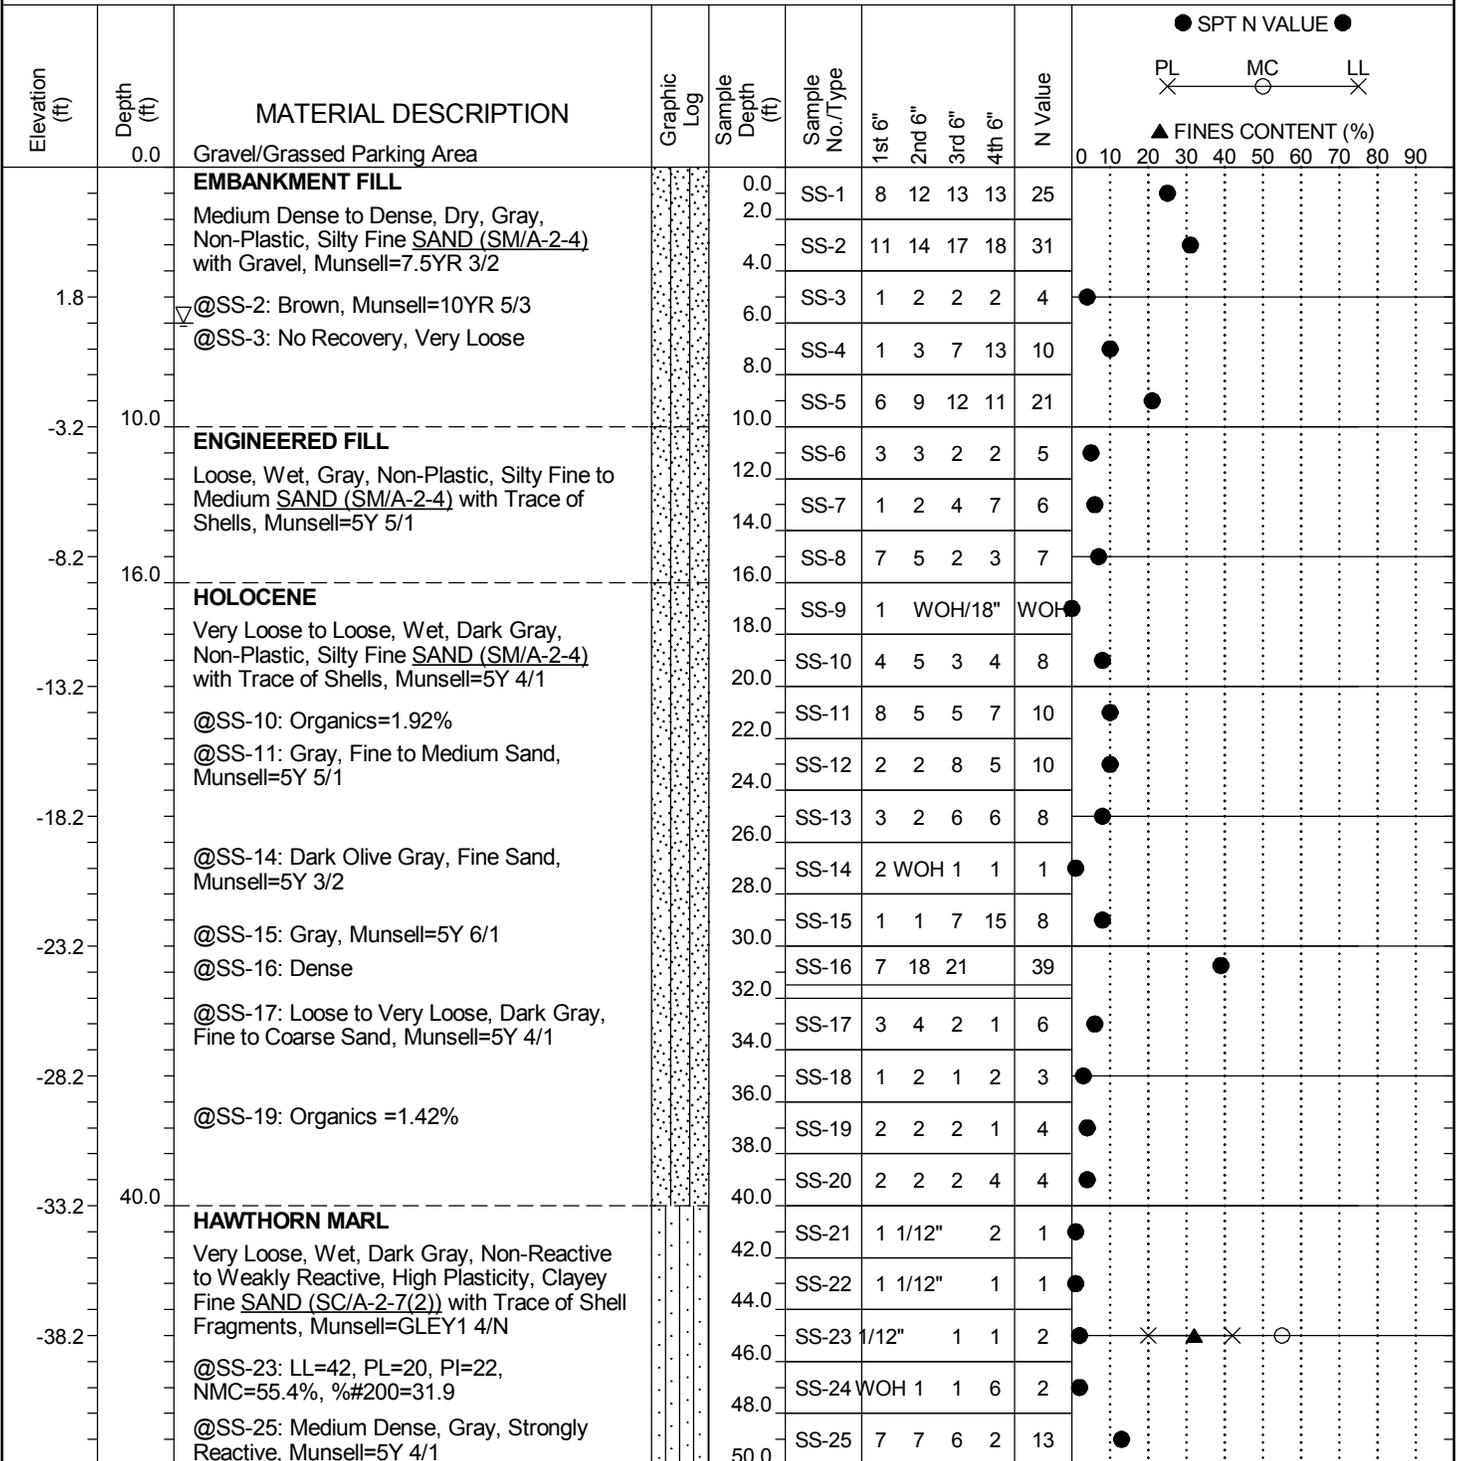 ● SPT N VALUE ●
PL MC LL
▲ FINES CONTENT (%)
0 10 20 30 40 50 60 70 80 90
Elevation (ft)
Depth (ft)
MATERIAL DESCRIPTION
Graphic Log
Sample Depth (ft)
Sample No./Type
1st 6"
2nd 6"
3rd 6"
4th 6"
N Value
0.0 Gravel/Grassed Parking Area
EMBANKMENT FILL
Medium Dense to Dense, Dry, Gray,
Non-Plastic, Silty Fine SAND (SM/A-2-4)
with Gravel, Munsell=7.5YR 3/2
1.8 @SS-2: Brown, Munsell=10YR 5/3
@SS-3: No Recovery, Very Loose
-3.2 10.0
ENGINEERED FILL
Loose, Wet, Gray, Non-Plastic, Silty Fine to
Medium SAND (SM/A-2-4) with Trace of
Shells, Munsell=5Y 5/1
-8.2
16.0
HOLOCENE
Very Loose to Loose, Wet, Dark Gray,
Non-Plastic, Silty Fine SAND (SM/A-2-4)
with Trace of Shells, Munsell=5Y 4/1
-13.2
@SS-10: Organics=1.92%
@SS-11: Gray, Fine to Medium Sand,
Munsell=5Y 5/1
-18.2
@SS-14: Dark Olive Gray, Fine Sand,
Munsell=5Y 3/2
@SS-15: Gray, Munsell=5Y 6/1
-23.2
@SS-16: Dense
@SS-17: Loose to Very Loose, Dark Gray,
Fine to Coarse Sand, Munsell=5Y 4/1
-28.2
@SS-19: Organics =1.42%
-33.2 40.0
HAWTHORN MARL
Very Loose, Wet, Dark Gray, Non-Reactive
to Weakly Reactive, High Plasticity, Clayey
Fine SAND (SC/A-2-7(2)) with Trace of Shell
Fragments, Munsell=GLEY1 4/N
-38.2
@SS-23: LL=42, PL=20, PI=22,
NMC=55.4%, %#200=31.9
@SS-25: Medium Dense, Gray, Strongly
Reactive, Munsell=5Y 4/1
0.0
2.0 SS-1 8 12 13 13 25
4.0 SS-2 11 14 17 18 31
6.0 SS-3 1 2 2 2 4
8.0 SS-4 1 3 7 13 10
10.0 SS-5 6 9 12 11 21
12.0 SS-6 3 3 2 2 5
14.0 SS-7 1 2 4 7 6
16.0 SS-8 7 5 2 3 7
18.0 SS-9 1 WOH/18" WOH
20.0 SS-10 4 5 3 4 8
22.0 SS-11 8 5 5 7 10
24.0 SS-12 2 2 8 5 10
26.0 SS-13 3 2 6 6 8
28.0 SS-14 2 WOH 1 1 1
30.0 SS-15 1 1 7 15 8
32.0 SS-16 7 18 21 39
34.0 SS-17 3 4 2 1 6
36.0 SS-18 1 2 1 2 3
38.0 SS-19 2 2 2 1 4
40.0 SS-20 2 2 2 4 4
42.0 SS-21 1 1/12" 2 1
44.0 SS-22 1 1/12" 1 1
46.0 SS-23 1/12" 1 1 2
48.0 SS-24 WOH 1 1 6 2
50.0 SS-25 7 7 6 2 13